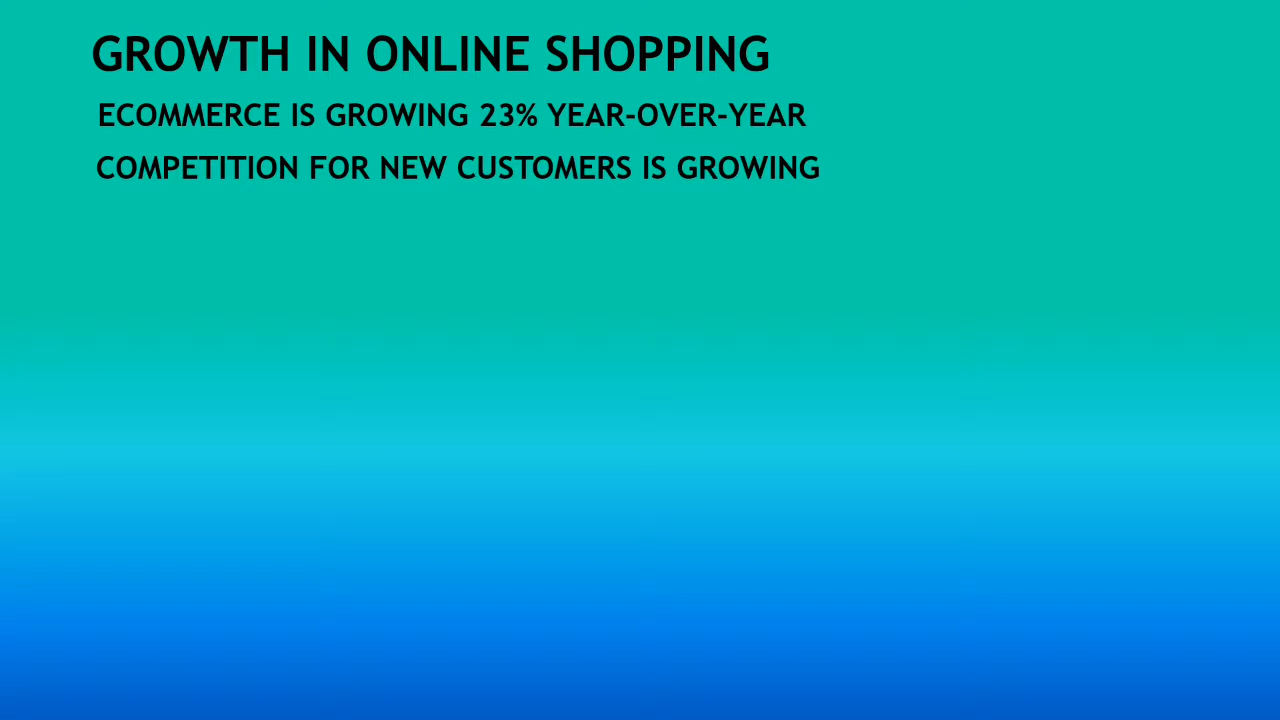 GROWTH IN ONLINE SHOPPING
ECOMMERCE IS GROWING 23% YEAR-OVER-YEAR
COMPETITION FOR NEW CUSTOMERS IS GROWING